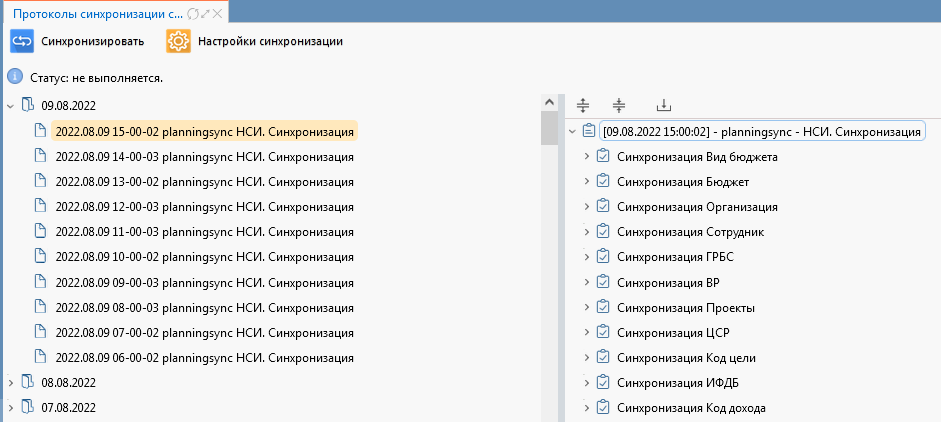 Протоколы синхронизации с...
Синхронизировать
Настройки синхронизации
Статус: не выполняется.
09.08.2022
2022.08.09 15-00-02 planningsync НСИ. Синхронизация
2022.08.09 14-00-03 planningsync НСИ. Синхронизация
2022.08.09 13-00-02 planningsync НСИ. Синхронизация
2022.08.09 12-00-03 planningsync НСИ. Синхронизация
2022.08.09 11-00-03 planningsync НСИ. Синхронизация
2022.08.09 10-00-02 planningsync НСИ. Синхронизация
2022.08.09 09-00-03 planningsync НСИ. Синхронизация
2022.08.09 08-00-03 planningsync НСИ. Синхронизация
2022.08.09 07-00-02 planningsync НСИ. Синхронизация
2022.08.09 06-00-02 planningsync НСИ. Синхронизация
08.08.2022
07.08.2022
[09.08.2022 15:00:02] - planningsync - НСИ. Синхронизация
Синхронизация Вид бюджета
Синхронизация Бюджет
Синхронизация Организация
Синхронизация Сотрудник
Синхронизация ГРБС
Синхронизация ВР
Синхронизация Проекты
Синхронизация ЦСР
Синхронизация Код цели
Синхронизация ИФДБ
Синхронизация Код дохода